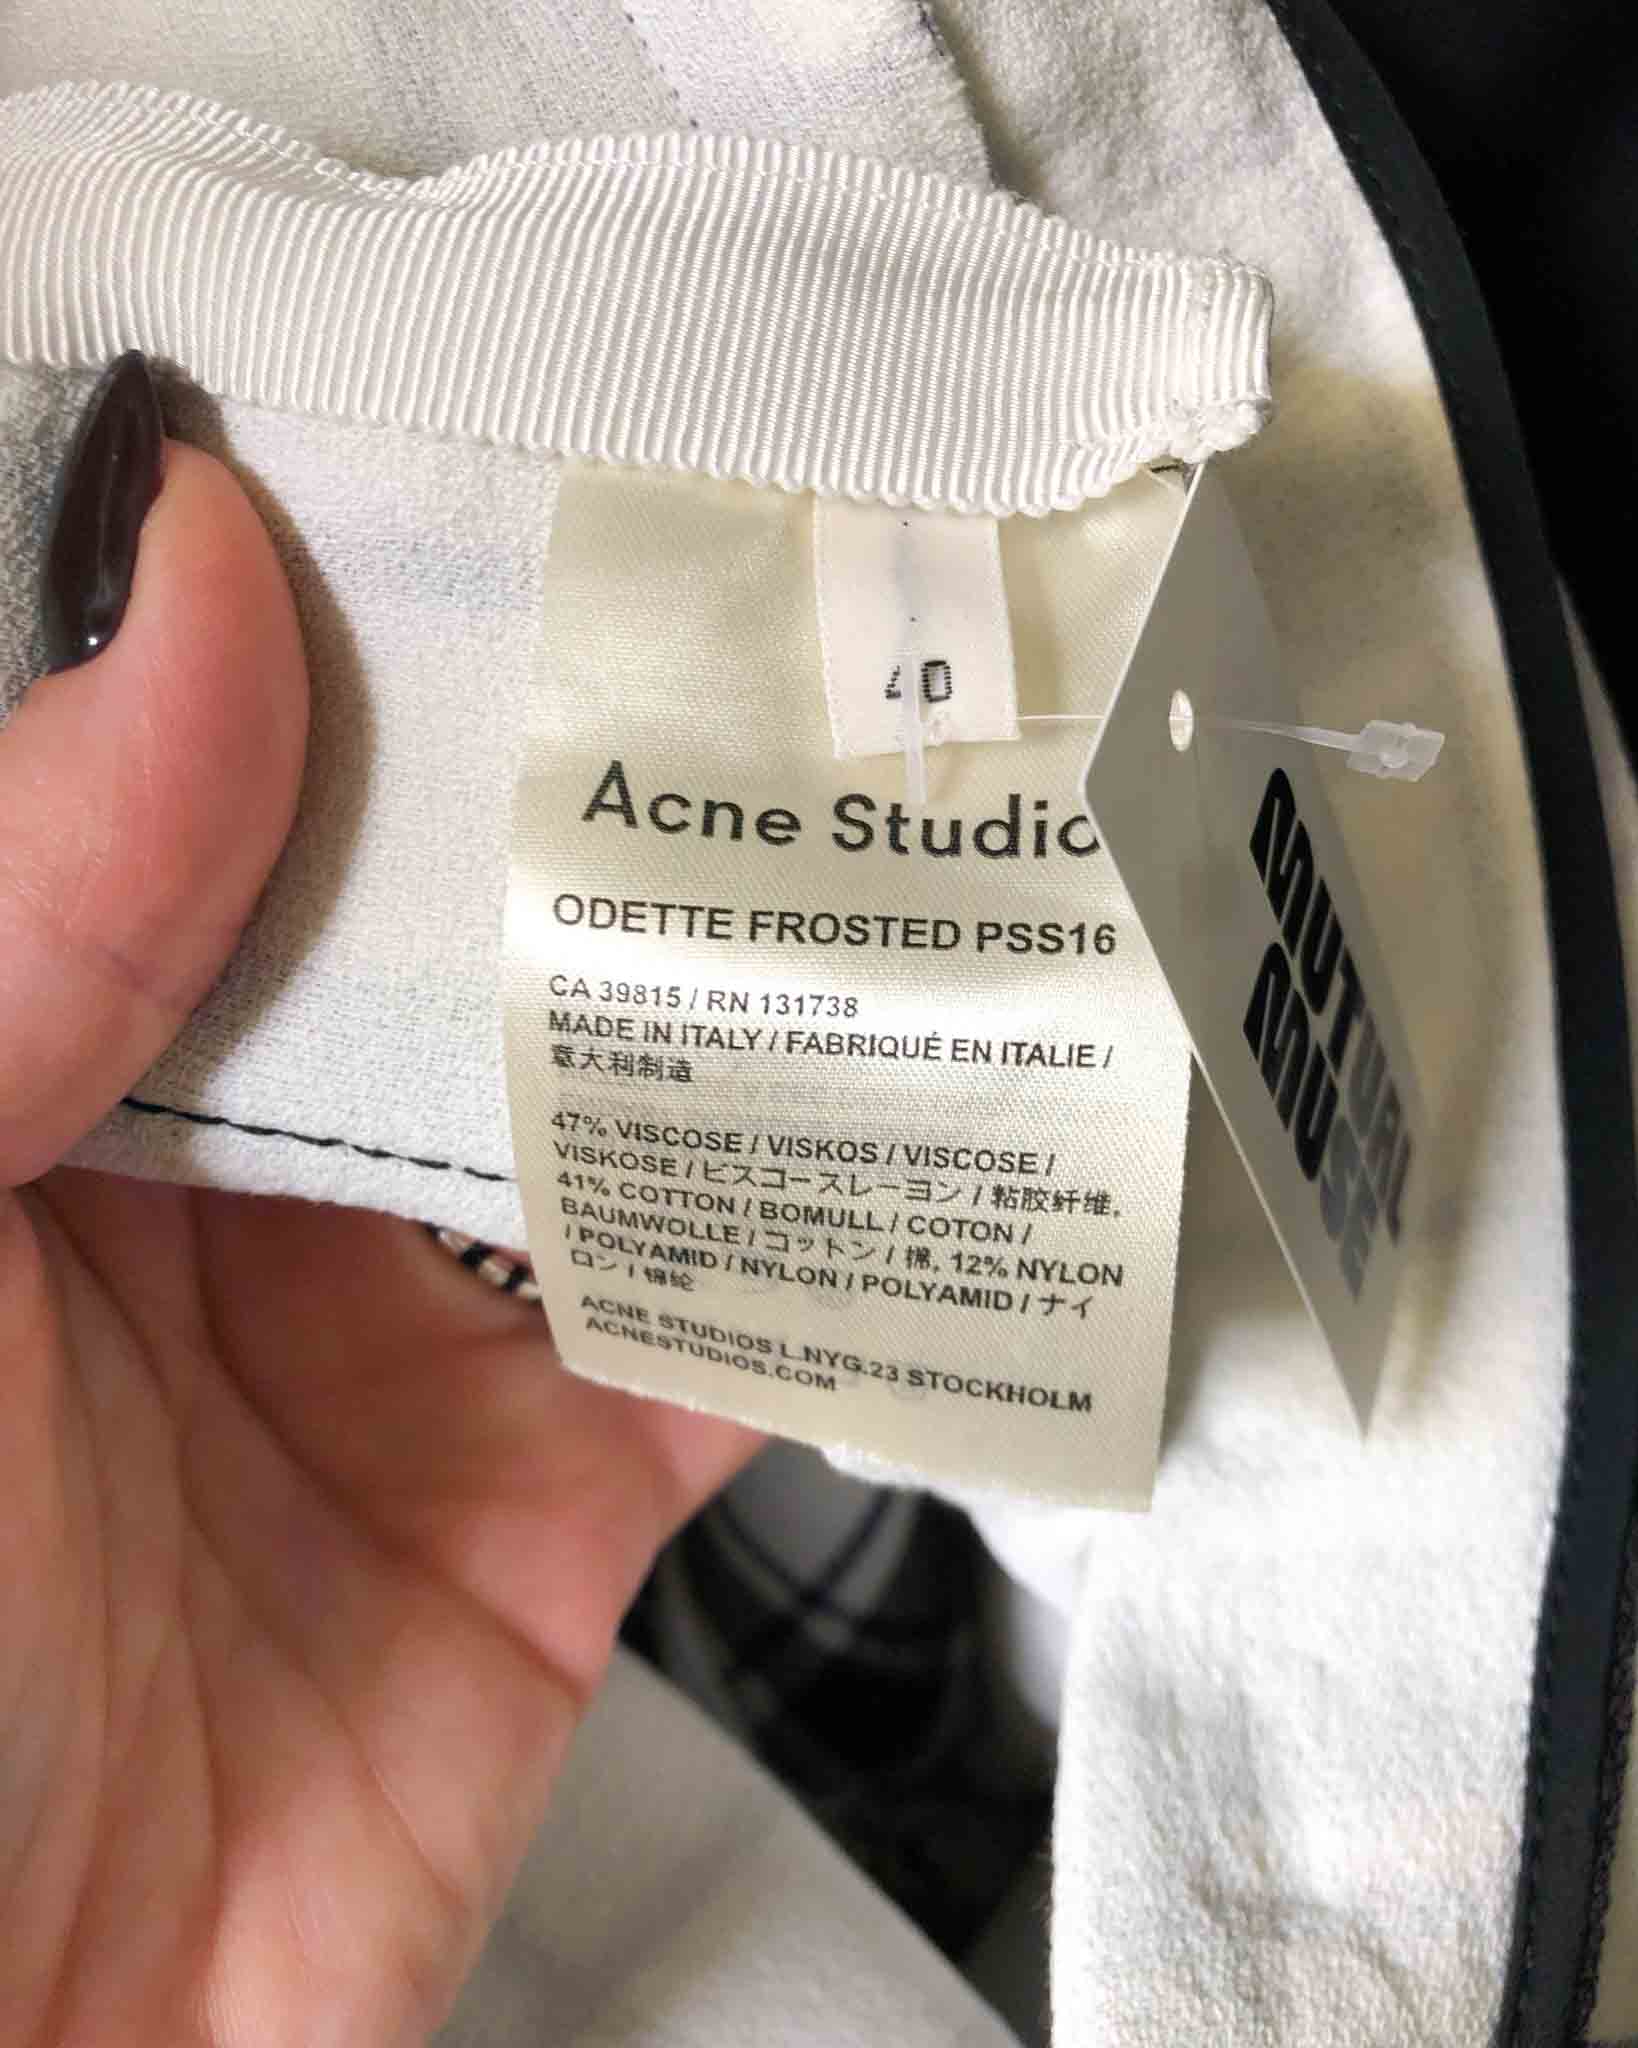 40
Acne Studio
ODETTE FROSTED PSS16
CA 39815 / RN 131738
MADE IN ITALY / FABRIQUÉ EN ITALIE /
意大利制造
47% VISCOSE / VISKOS / VISCOSE /
VISKOSE / ビスコースレーヨン / 粘胶纤维,
41% COTTON / BOMULL / COTON /
BAUMWOLLE / コットン / 棉, 12% NYLON
/ POLYAMID / NYLON / POLYAMID / ナイ
ロン / 锦纶
ACNE STUDIOS L.NYG.23 STOCKHOLM
ACNESTUDIOS.COM
MUTURAL
MUSE